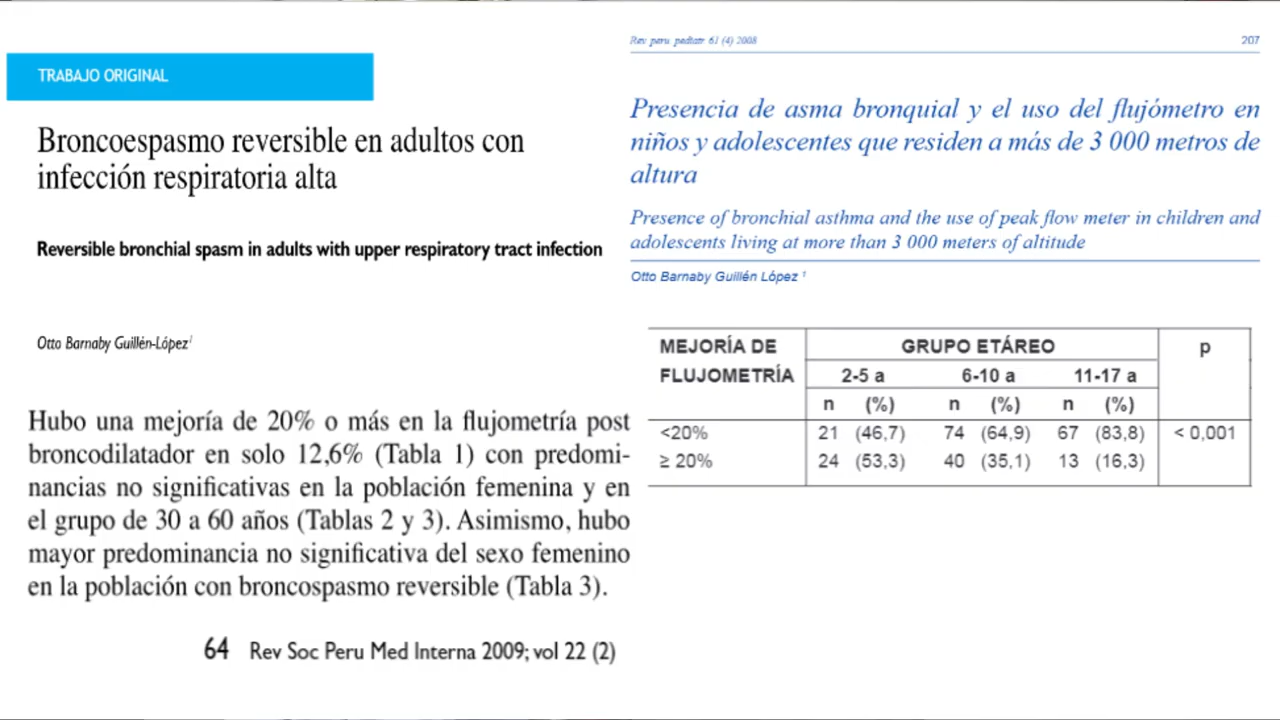 TRABAJO ORIGINAL
Broncoespasmo reversible en adultos con
infección respiratoria alta
Reversible bronchial spasm in adults with upper respiratory tract infection
Otto Barnaby Guillén-López¹
Hubo una mejoría de 20% o más en la flujometría post
broncodilatador en solo 12,6% (Tabla 1) con predomi-
nancias no significativas en la población femenina y en
el grupo de 30 a 60 años (Tablas 2 y 3). Asimismo, hubo
mayor predominancia no significativa del sexo femenino
en la población con broncospasmo reversible (Tabla 3).
64 Rev Soc Peru Med Interna 2009; vol 22 (2)
Rev peru pediatr 61 (4) 2008 207
Presencia de asma bronquial y el uso del flujómetro en
niños y adolescentes que residen a más de 3 000 metros de
altura
Presence of bronchial asthma and the use of peak flow meter in children and
adolescents living at more than 3 000 meters of altitude
Otto Barnaby Guillén López ¹
MEJORÍA DE GRUPO ETÁREO p
FLUJOMETRÍA 2-5 a 6-10 a 11-17 a
n (%) n (%) n (%)
<20% 21 (46,7) 74 (64,9) 67 (83,8) < 0,001
≥ 20% 24 (53,3) 40 (35,1) 13 (16,3)